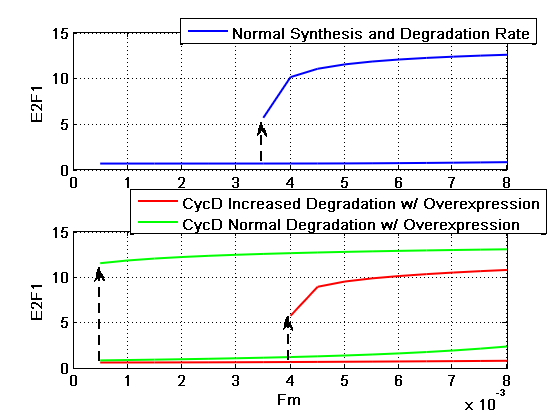 Normal Synthesis and Degradation Rate
15
10
5
0
E2F1
0 1 2 3 4 5 6 7 8
CycD Increased Degradation w/ Overexpression
CycD Normal Degradation w/ Overexpression
15
10
5
0
E2F1
0 1 2 3 4 5 6 7 8
Fm
x 10⁻³